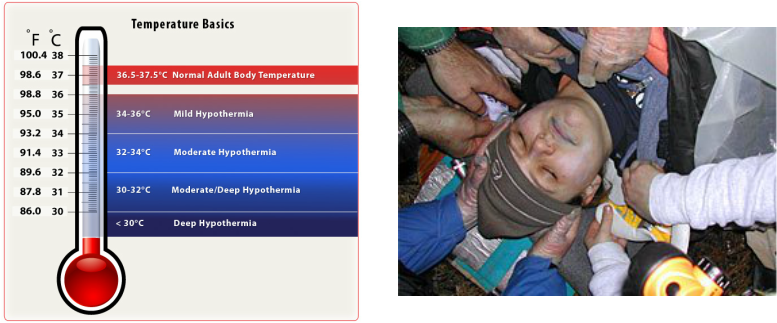 Temperature Basics
°F °C
100.4 38
98.6 37
36.5-37.5°C Normal Adult Body Temperature
98.8 36
95.0 35
34-36°C Mild Hypothermia
93.2 34
91.4 33
32-34°C Moderate Hypothermia
89.6 32
87.8 31
30-32°C Moderate/Deep Hypothermia
86.0 30
< 30°C Deep Hypothermia